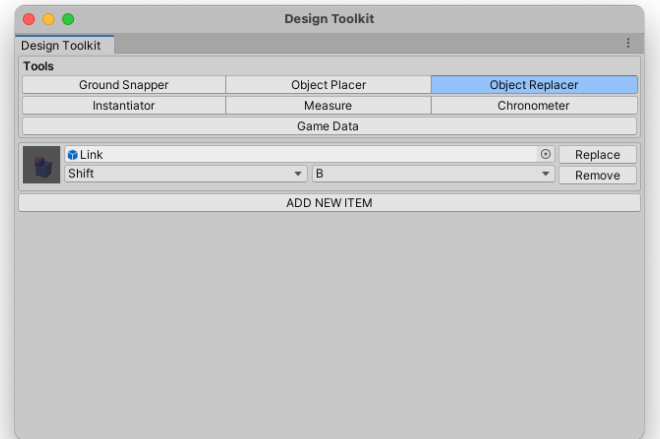 Design Toolkit
Design Toolkit
Tools
Ground Snapper Object Placer Object Replacer
Instantiator Measure Chronometer
Game Data
Link Replace
Shift B Remove
ADD NEW ITEM